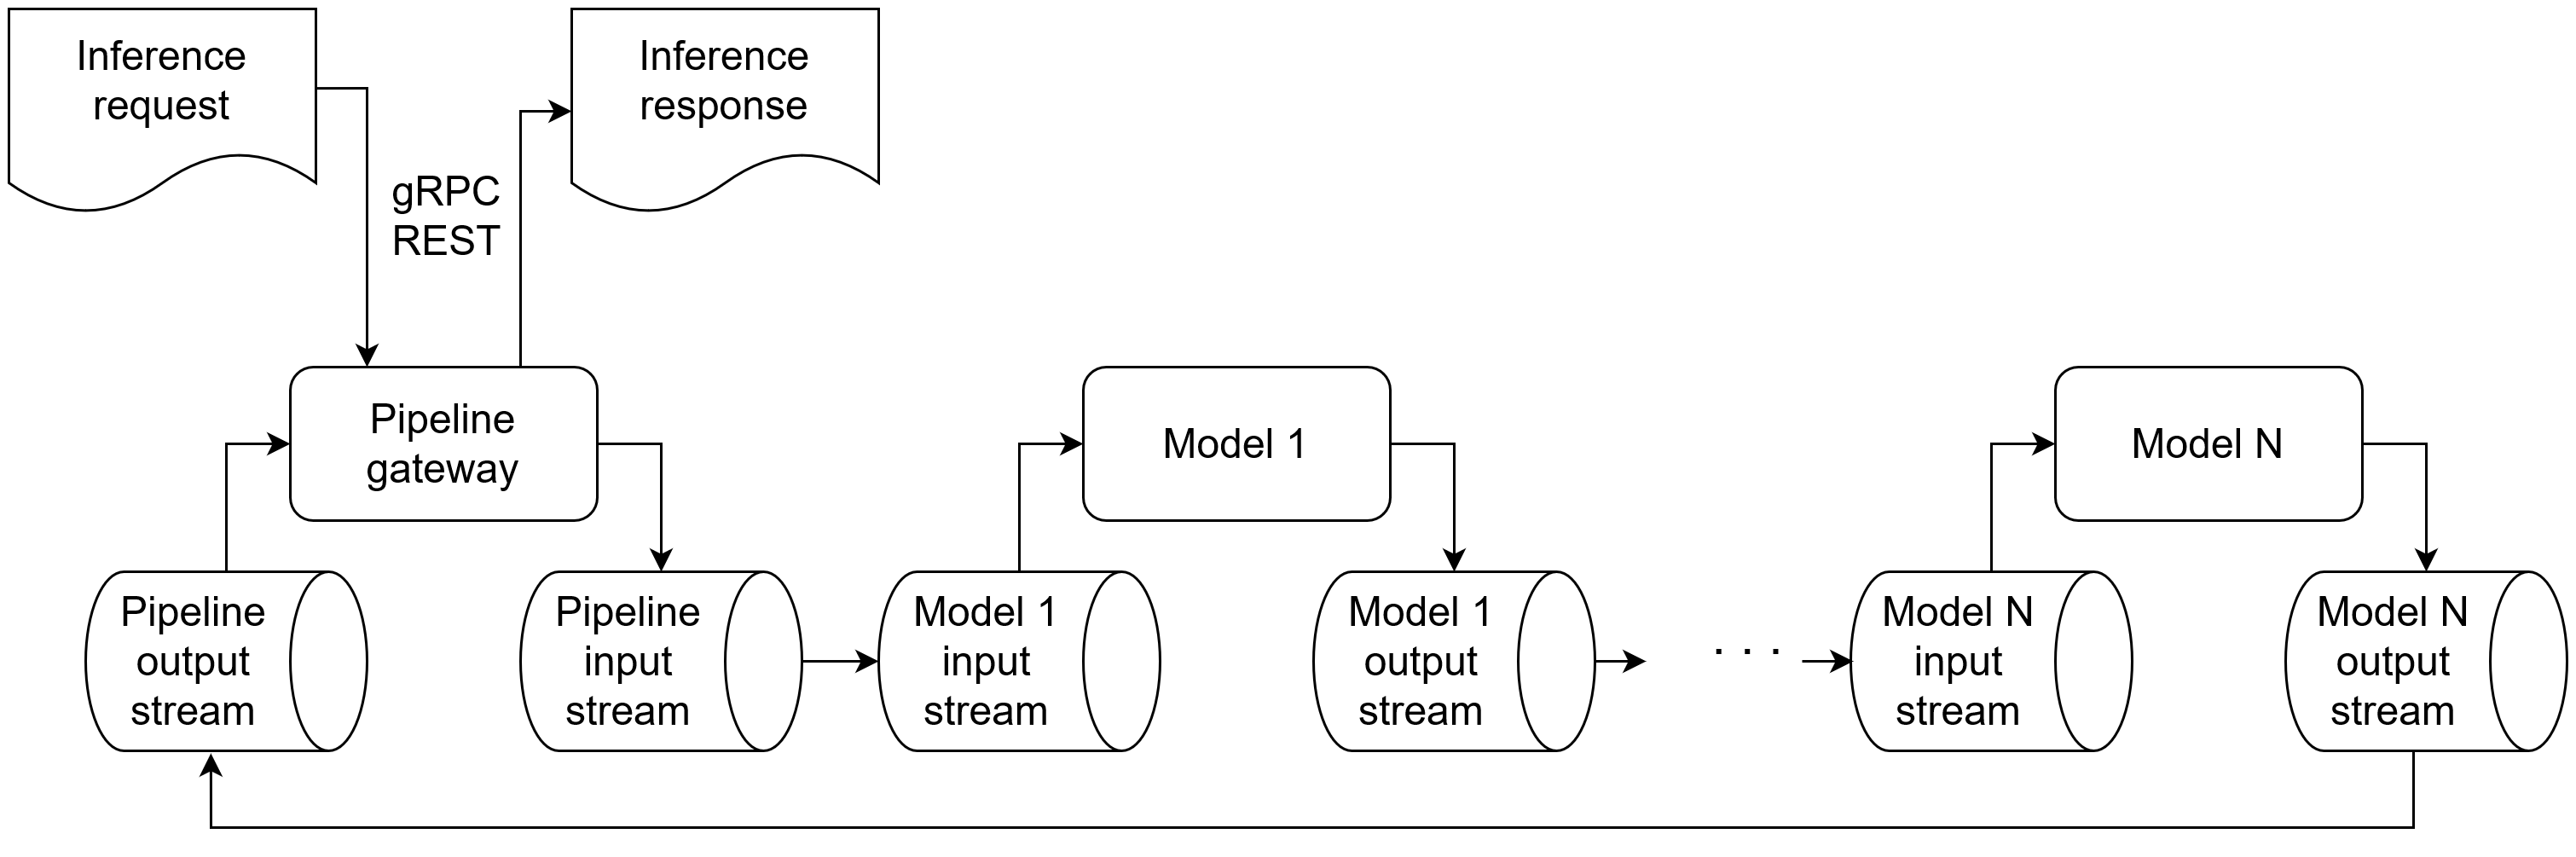 Inference
request
Inference
response
gRPC
REST
Pipeline
gateway
Model 1
Model N
Pipeline
output
stream
Pipeline
input
stream
Model 1
input
stream
Model 1
output
stream
. . .
Model N
input
stream
Model N
output
stream